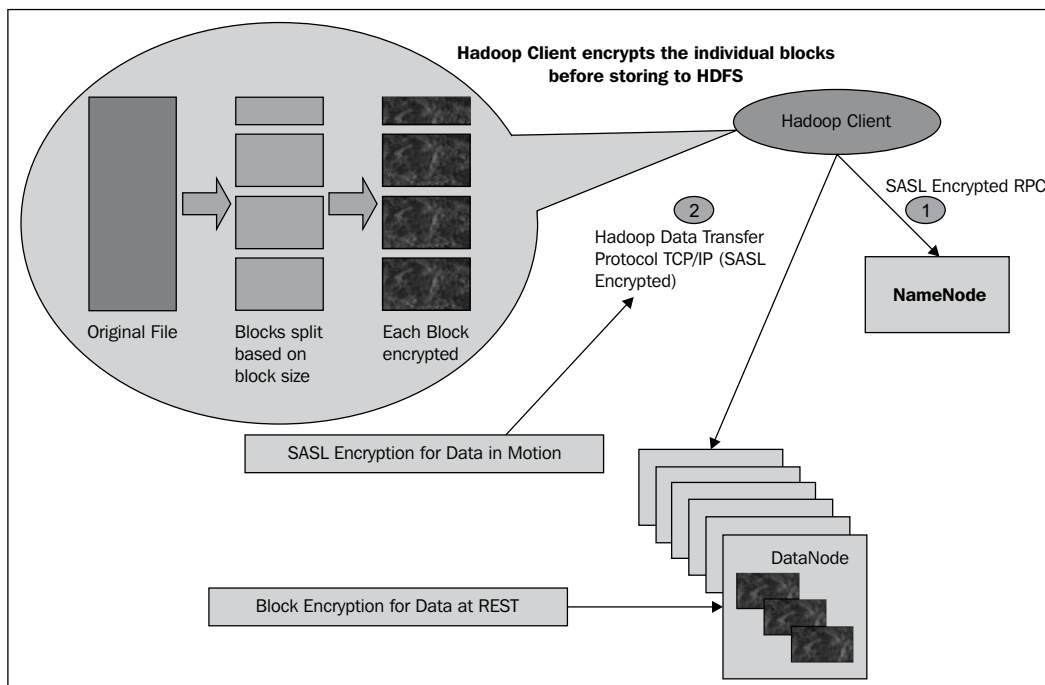 Hadoop Client encrypts the individual blocks
before storing to HDFS
Hadoop Client
SASL Encrypted RPC
1
2
Hadoop Data Transfer
Protocol TCP/IP (SASL
Encrypted)
NameNode
Original File
Blocks split
based on
block size
Each Block
encrypted
SASL Encryption for Data in Motion
DataNode
Block Encryption for Data at REST